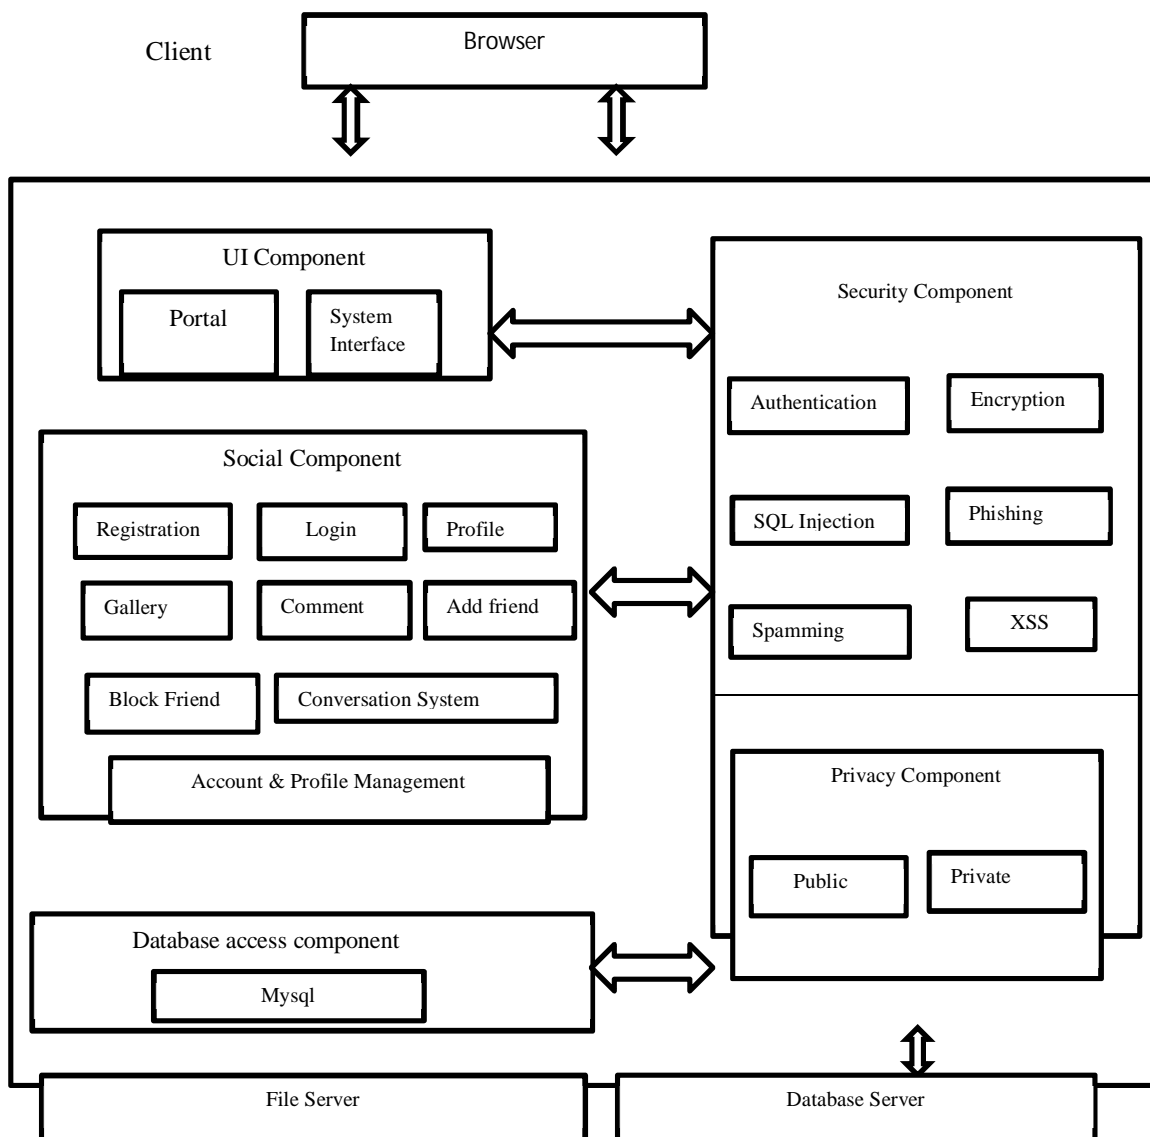 Client
Browser
UI Component
Portal
System
Interface
Security Component
Authentication
Encryption
SQL Injection
Phishing
Spamming
XSS
Social Component
Registration
Login
Profile
Gallery
Comment
Add friend
Block Friend
Conversation System
Account & Profile Management
Privacy Component
Public
Private
Database access component
Mysql
File Server
Database Server